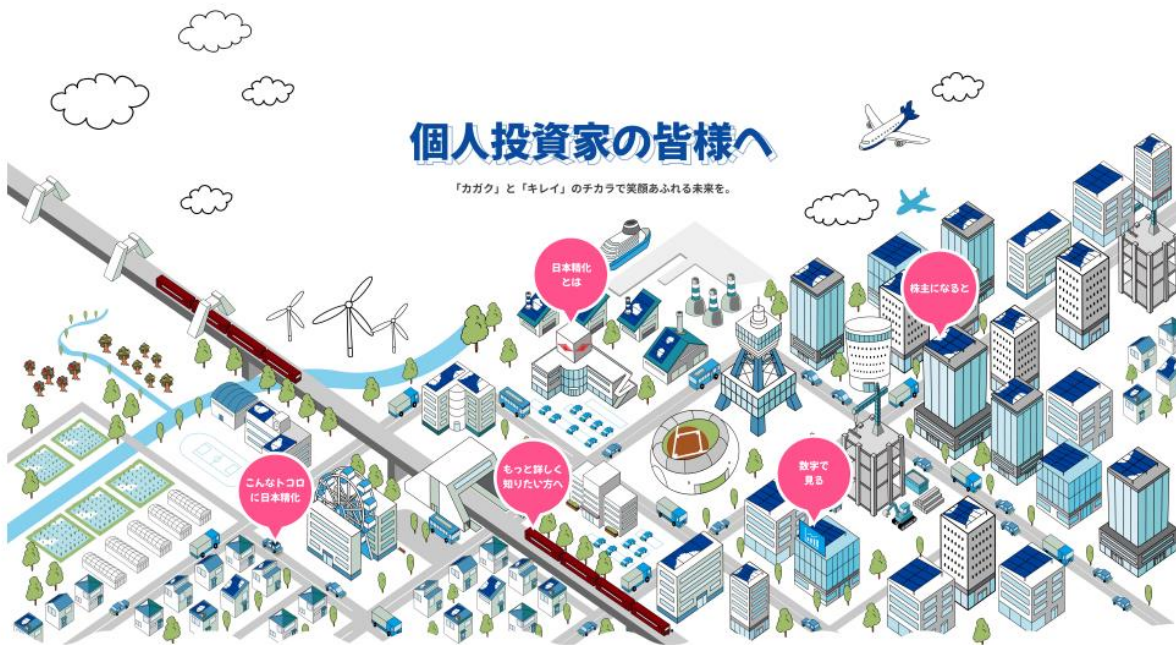 個人投資家の皆様へ
「カガク」と「キレイ」のチカラで笑顔あふれる未来を。
日本精化
とは
株主になると
こんなトコロ
に日本精化
もっと詳しく
知りたい方へ
数字で
見る